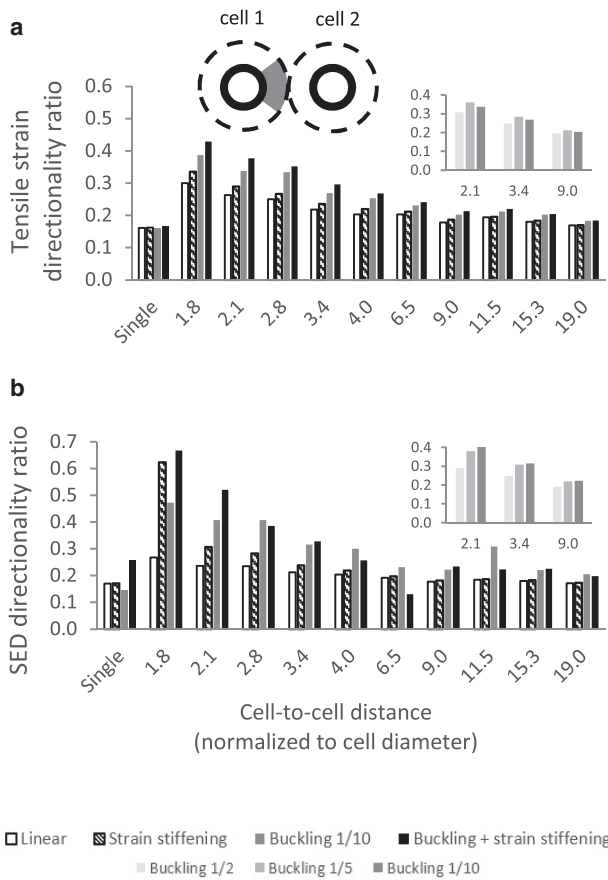 a
cell 1 cell 2
Tensile strain
directionality ratio
0.6
0.5
0.4
0.3
0.2
0.1
0.0
Single 1.8 2.1 2.8 3.4 4.0 6.5 9.0 11.5 15.3 19.0
0.4
0.3
0.2
0.1
0.0
2.1 3.4 9.0
b
SED directionality ratio
0.7
0.6
0.5
0.4
0.3
0.2
0.1
0.0
Single 1.8 2.1 2.8 3.4 4.0 6.5 9.0 11.5 15.3 19.0
0.4
0.3
0.2
0.1
0.0
2.1 3.4 9.0
Cell-to-cell distance
(normalized to cell diameter)
Linear Strain stiffening Buckling 1/10 Buckling + strain stiffening
Buckling 1/2 Buckling 1/5 Buckling 1/10